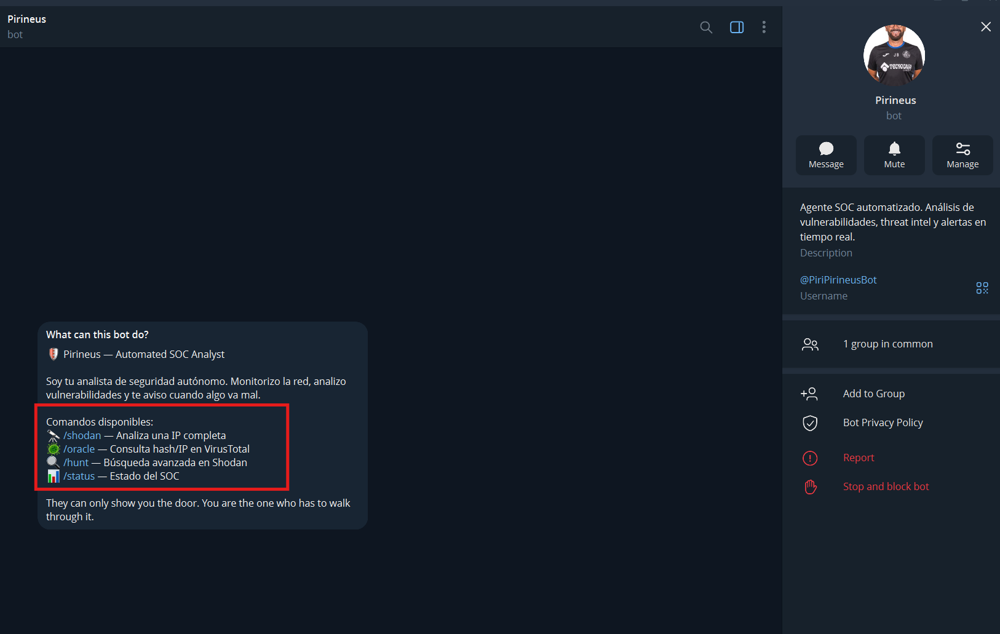 Pirineus
bot
J B
TECNOCASA
Pirineus
bot
Message
Mute
Manage
Agente SOC automatizado. Análisis de
vulnerabilidades, threat intel y alertas en
tiempo real.
Description
@PiriPirineusBot
Username
1 group in common
Add to Group
Bot Privacy Policy
Report
Stop and block bot
What can this bot do?
Pirineus — Automated SOC Analyst
Soy tu analista de seguridad autónomo. Monitorizo la red, analizo
vulnerabilidades y te aviso cuando algo va mal.
Comandos disponibles:
/shodan — Analiza una IP completa
/oracle — Consulta hash/IP en VirusTotal
/hunt — Búsqueda avanzada en Shodan
/status — Estado del SOC
They can only show you the door. You are the one who has to walk
through it.